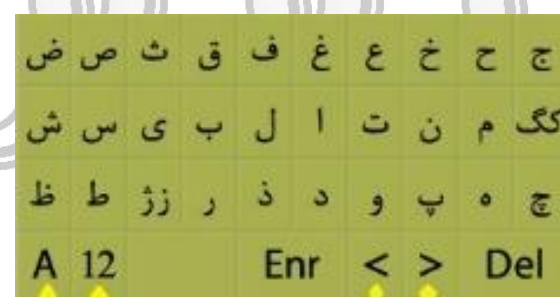 ض ص ث ق ف غ ع خ ح ج
ش س ی ب ل ا ت ن م کگ
ظ ط زژ ر ذ د و پ ه چ
A 12 Enr < > Del